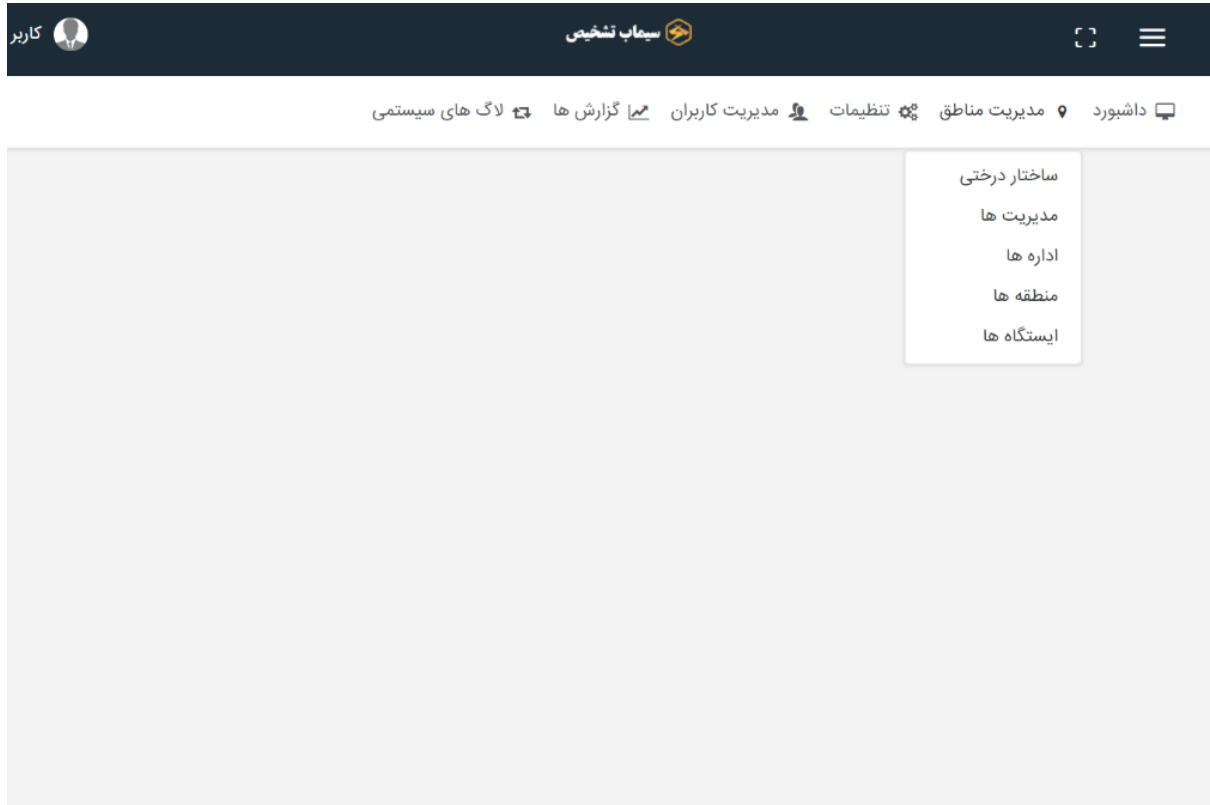 سیماب تشخیص
کاربر
داشبورد مدیریت مناطق تنظیمات مدیریت کاربران گزارش ها لاگ های سیستمی
ساختار درختی
مدیریت ها
اداره ها
منطقه ها
ایستگاه ها